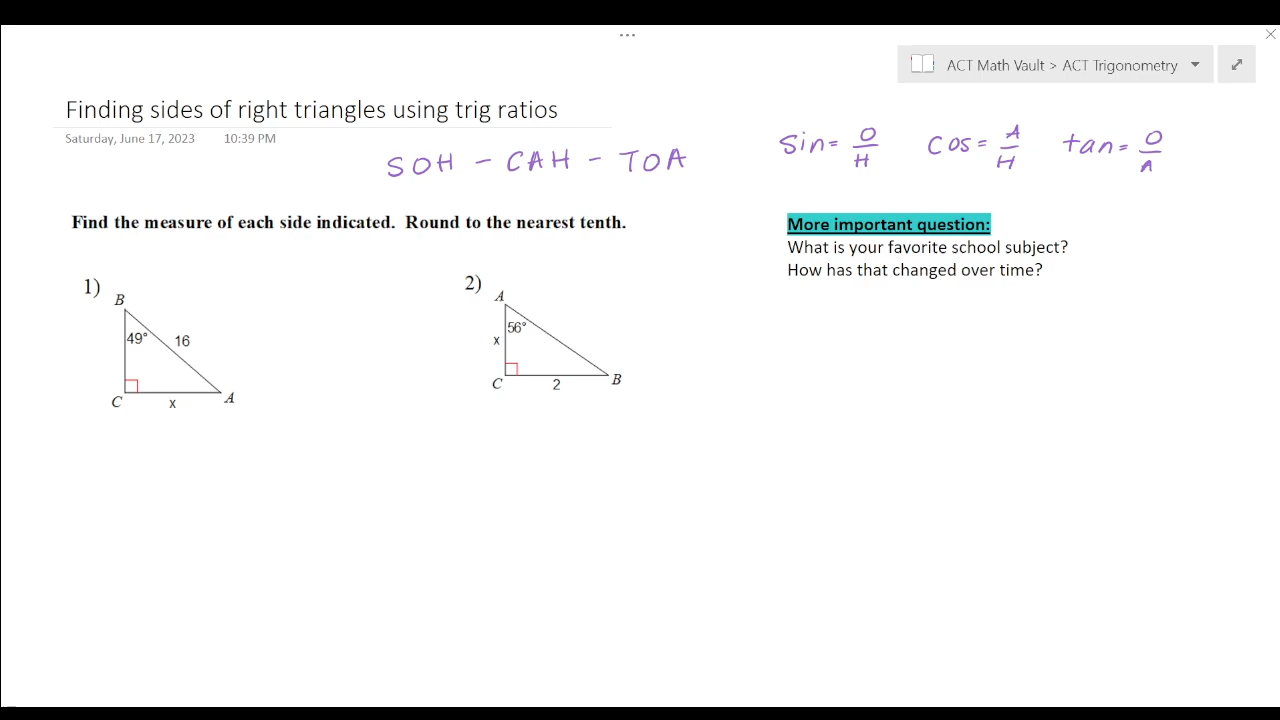 ...
ACT Math Vault > ACT Trigonometry
Finding sides of right triangles using trig ratios
Saturday, June 17, 2023 10:39 PM
SOH - CAH - TOA
sin = O/H cos = A/H tan = O/A
Find the measure of each side indicated. Round to the nearest tenth.
More important question:
What is your favorite school subject?
How has that changed over time?
1)
B
49°
16
C
x
A
2)
A
56°
x
C
2
B